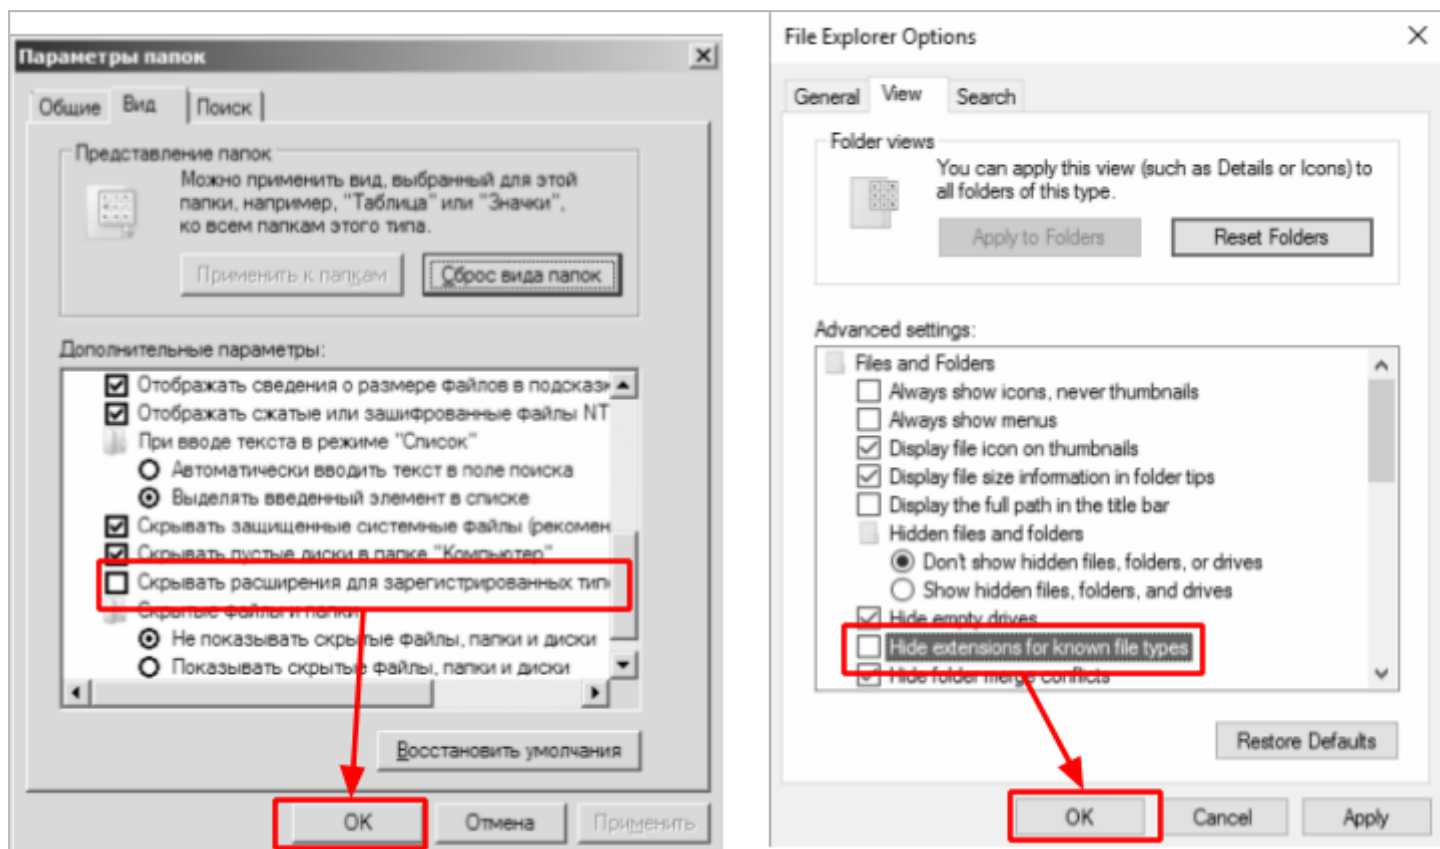 Параметры папок
Общие Вид Поиск
Представление папок
Можно применить вид, выбранный для этой
папки, например, "Таблица" или "Значки",
ко всем папкам этого типа.
Применить к папкам Сброс вида папок
Дополнительные параметры:
Отображать сведения о размере файлов в
Отображать сжатые или зашифрованные файлы NT
При вводе текста в режиме "Список"
Автоматически вводить текст в поле поиска
Выделять введенный элемент в списке
Скрывать защищенные системные файлы
Скрывать пустые диски в папке "Компьютер"
Скрывать расширения для зарегистрированных
Скрытые файлы и папки
Не показывать скрытые файлы, папки и диски
Показывать скрытые файлы, папки и диски
Восстановить умолчания
OK Отмена Применить
File Explorer Options
General View Search
Folder views
You can apply this view (such as Details or Icons) to
all folders of this type.
Apply to Folders Reset Folders
Advanced settings:
Files and Folders
Always show icons, never thumbnails
Always show menus
Display file icon on thumbnails
Display file size information in folder tips
Display the full path in the title bar
Hidden files and folders
Don't show hidden files, folders, or drives
Show hidden files, folders, and drives
Hide empty drives
Hide extensions for known file types
Hide folder merge conflicts
Restore Defaults
OK Cancel Apply